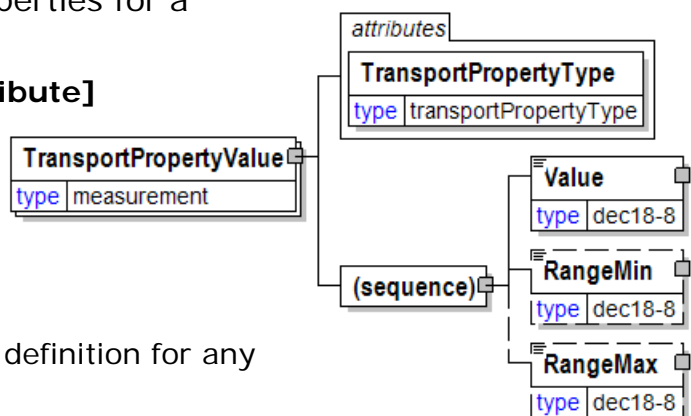 perties for a
attributes
TransportPropertyType
type transportPropertyType
ibute]
TransportPropertyValue
type measurement
Value
type dec18-8
RangeMin
type dec18-8
(sequence)
definition for any
RangeMax
type dec18-8